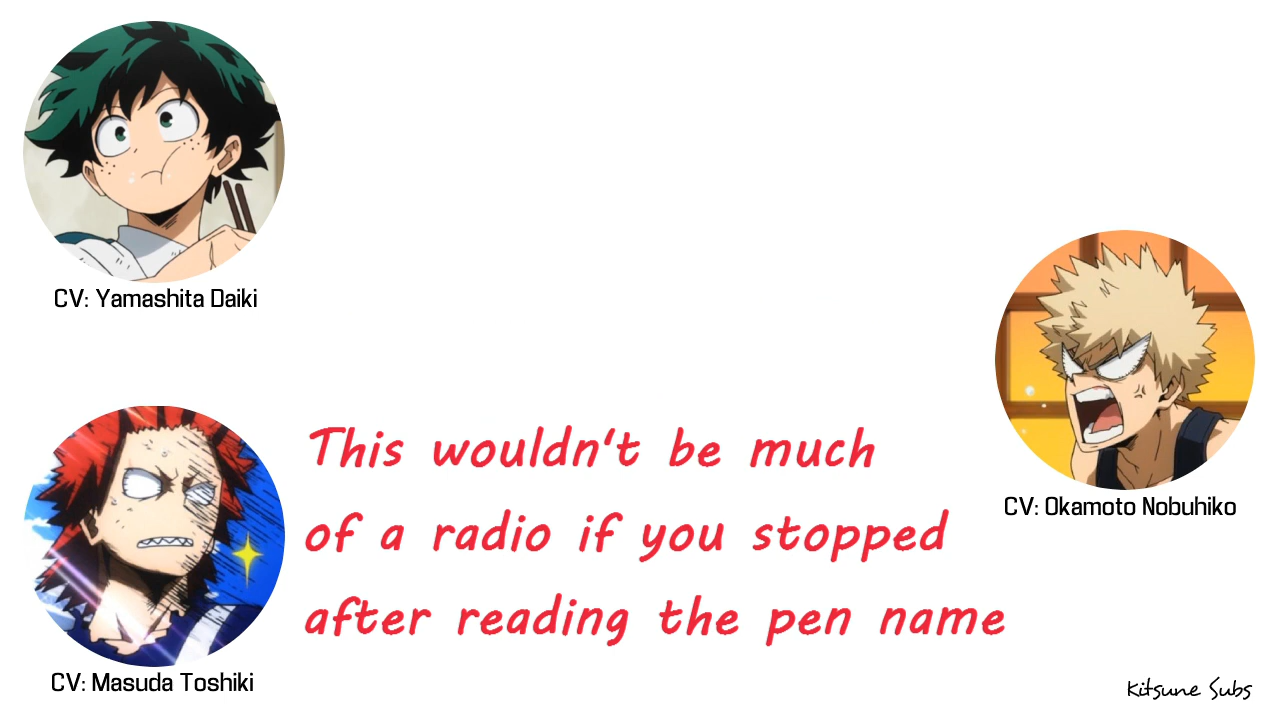 CV: Yamashita Daiki
CV: Okamoto Nobuhiko
This wouldn't be much
of a radio if you stopped
after reading the pen name
CV: Masuda Toshiki
Kitsune Subs